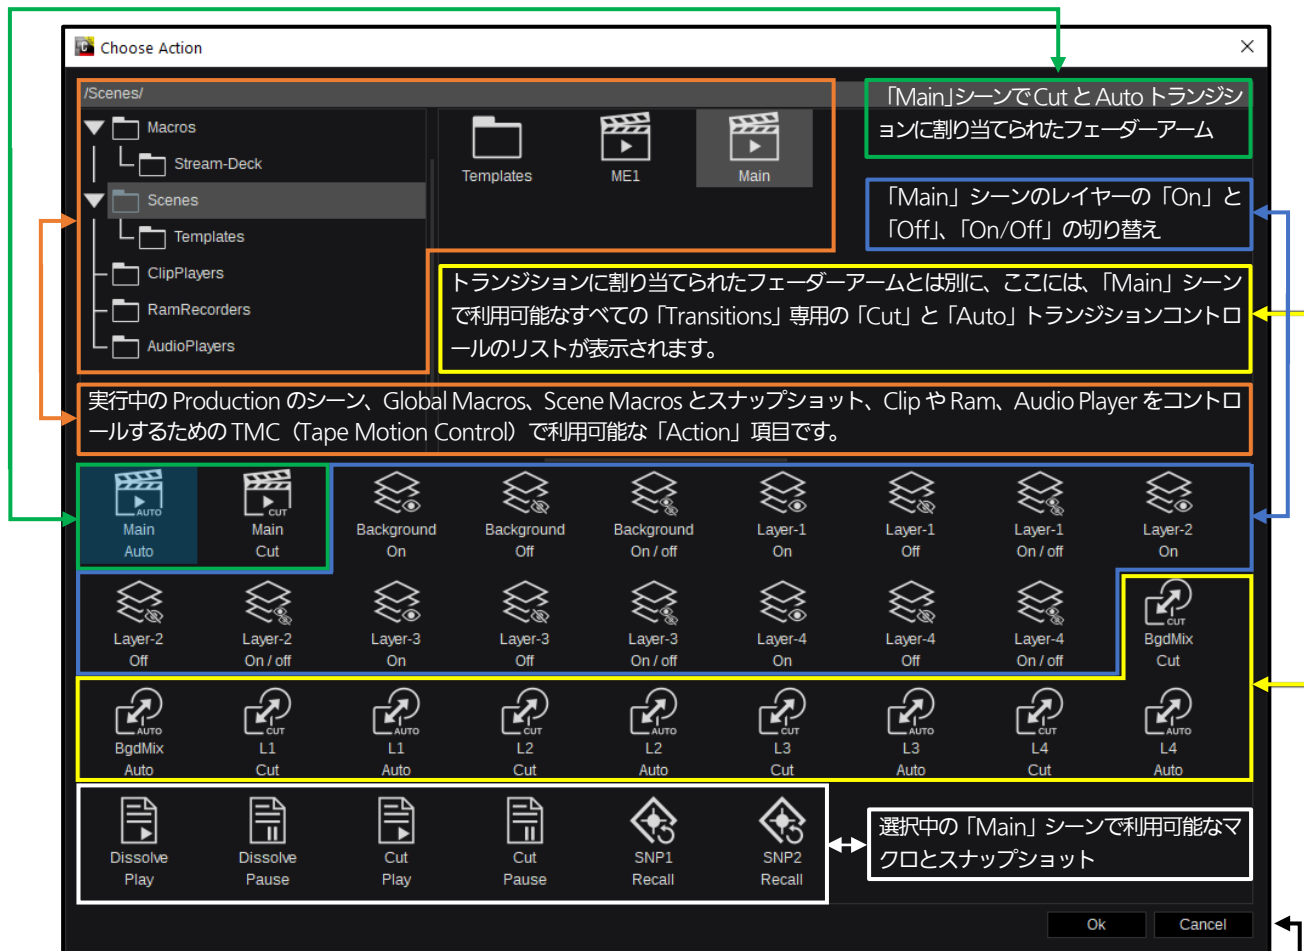 Choose Action
/Scenes/
Macros
Stream-Deck
Scenes
Templates
ClipPlayers
RamRecorders
AudioPlayers
Templates
ME1
Main
「Main」シーンで Cut と Auto トランジシ
ョンに割り当てられたフェーダーアーム
「Main」シーンのレイヤーの「On」と
「Off」、「On/Off」の切り替え
トランジションに割り当てられたフェーダーアームとは別に、ここには、「Main」シーン
で利用可能なすべての「Transitions」専用の「Cut」と「Auto」トランジションコントロ
ールのリストが表示されます。
実行中の Production のシーン、Global Macros、Scene Macros とスナップショット、Clip や Ram、Audio Player をコントロ
ールするための TMC（Tape Motion Control）で利用可能な「Action」項目です。
AUTO CUT
Main Main Background Background Background Layer-1 Layer-1 Layer-1 Layer-2
Auto Cut On Off On / off On Off On / off On
CUT
Layer-2 Layer-2 Layer-3 Layer-3 Layer-3 Layer-4 Layer-4 Layer-4 BgdMix
Off On / off On Off On / off On Off On / off Cut
AUTO CUT AUTO CUT AUTO CUT AUTO CUT AUTO
BgdMix L1 L1 L2 L2 L3 L3 L4 L4
Auto Cut Auto Cut Auto Cut Auto Cut Auto
Dissolve Dissolve Cut Cut SNP1 SNP2
Play Pause Play Pause Recall Recall
選択中の「Main」シーンで利用可能なマ
クロとスナップショット
Ok Cancel